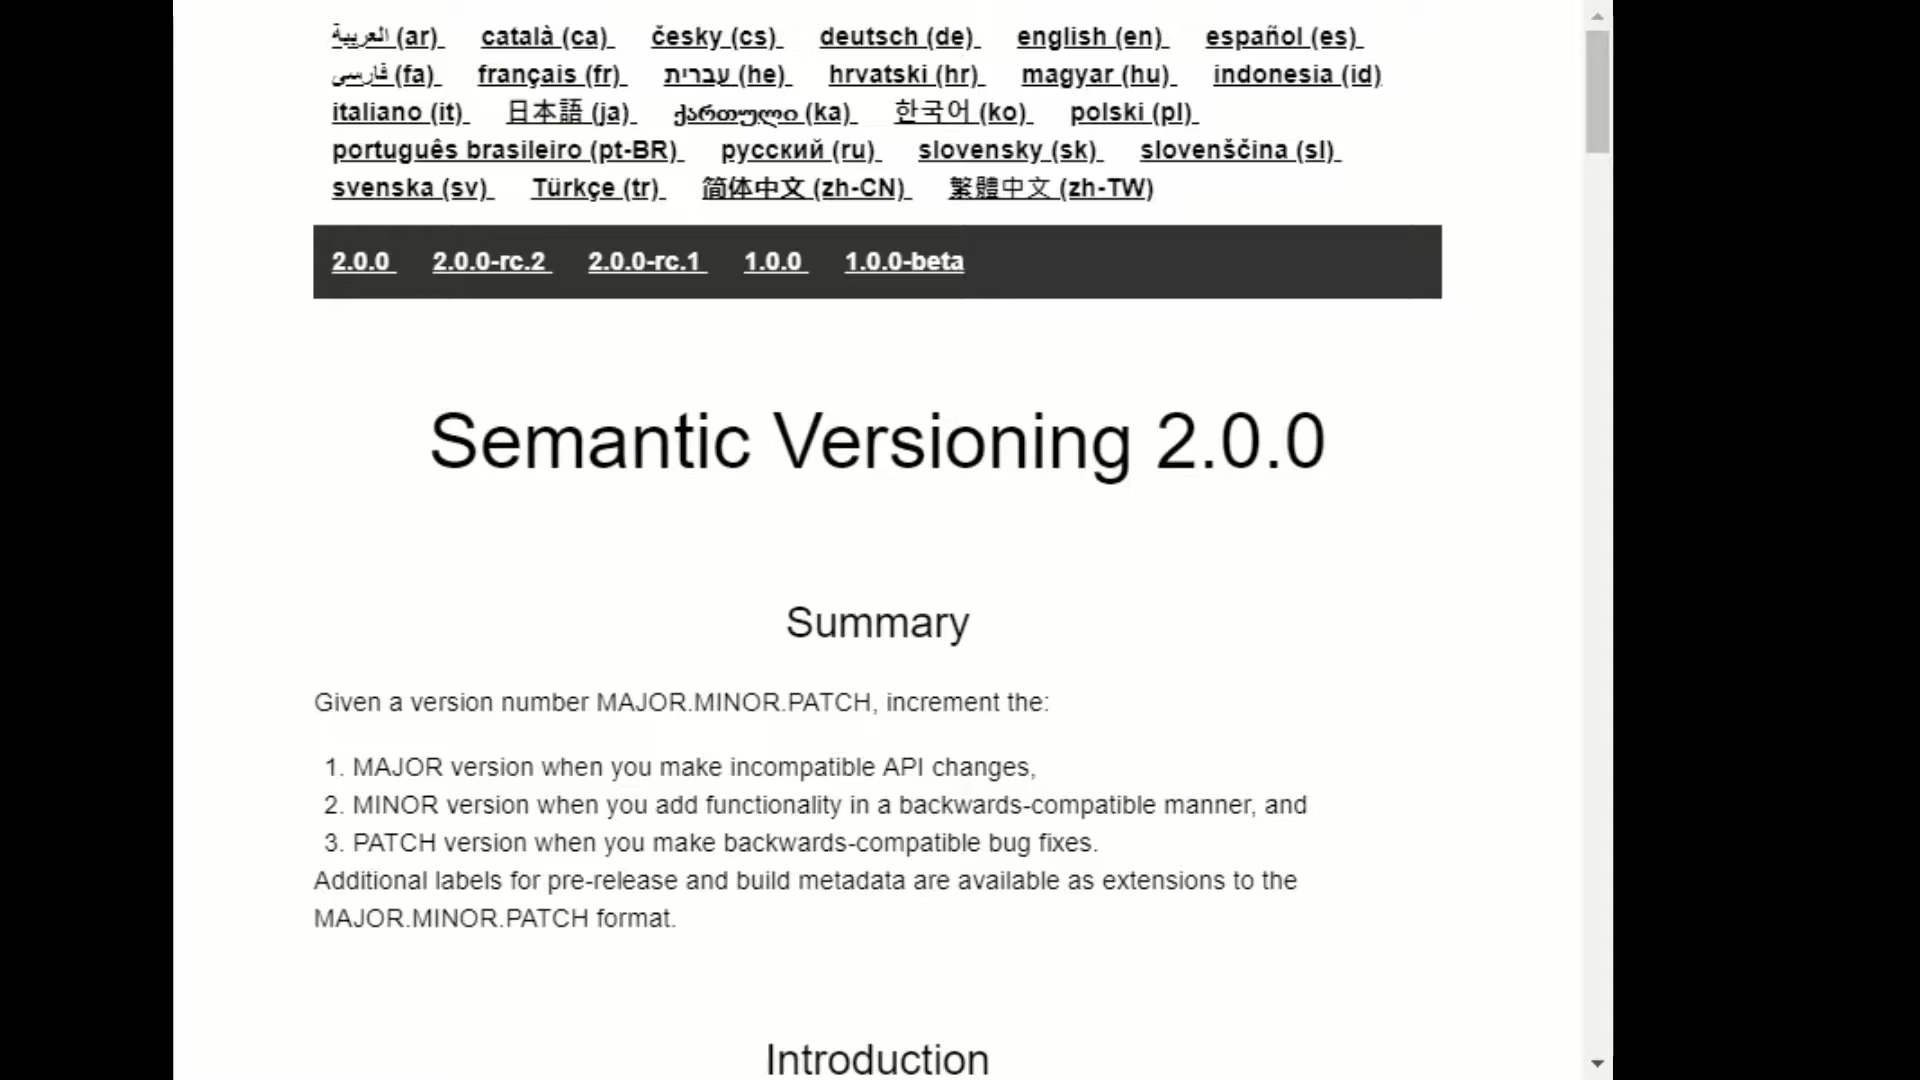 العربية (ar) català (ca) česky (cs) deutsch (de) english (en) español (es)
فارسی (fa) français (fr) עברית (he) hrvatski (hr) magyar (hu) indonesia (id)
italiano (it) 日本語 (ja) ქართული (ka) 한국어 (ko) polski (pl)
português brasileiro (pt-BR) русский (ru) slovensky (sk) slovenščina (sl)
svenska (sv) Türkçe (tr) 简体中文 (zh-CN) 繁體中文 (zh-TW)
2.0.0 2.0.0-rc.2 2.0.0-rc.1 1.0.0 1.0.0-beta
Semantic Versioning 2.0.0
Summary
Given a version number MAJOR.MINOR.PATCH, increment the:
1. MAJOR version when you make incompatible API changes,
2. MINOR version when you add functionality in a backwards-compatible manner, and
3. PATCH version when you make backwards-compatible bug fixes.
Additional labels for pre-release and build metadata are available as extensions to the
MAJOR.MINOR.PATCH format.
Introduction